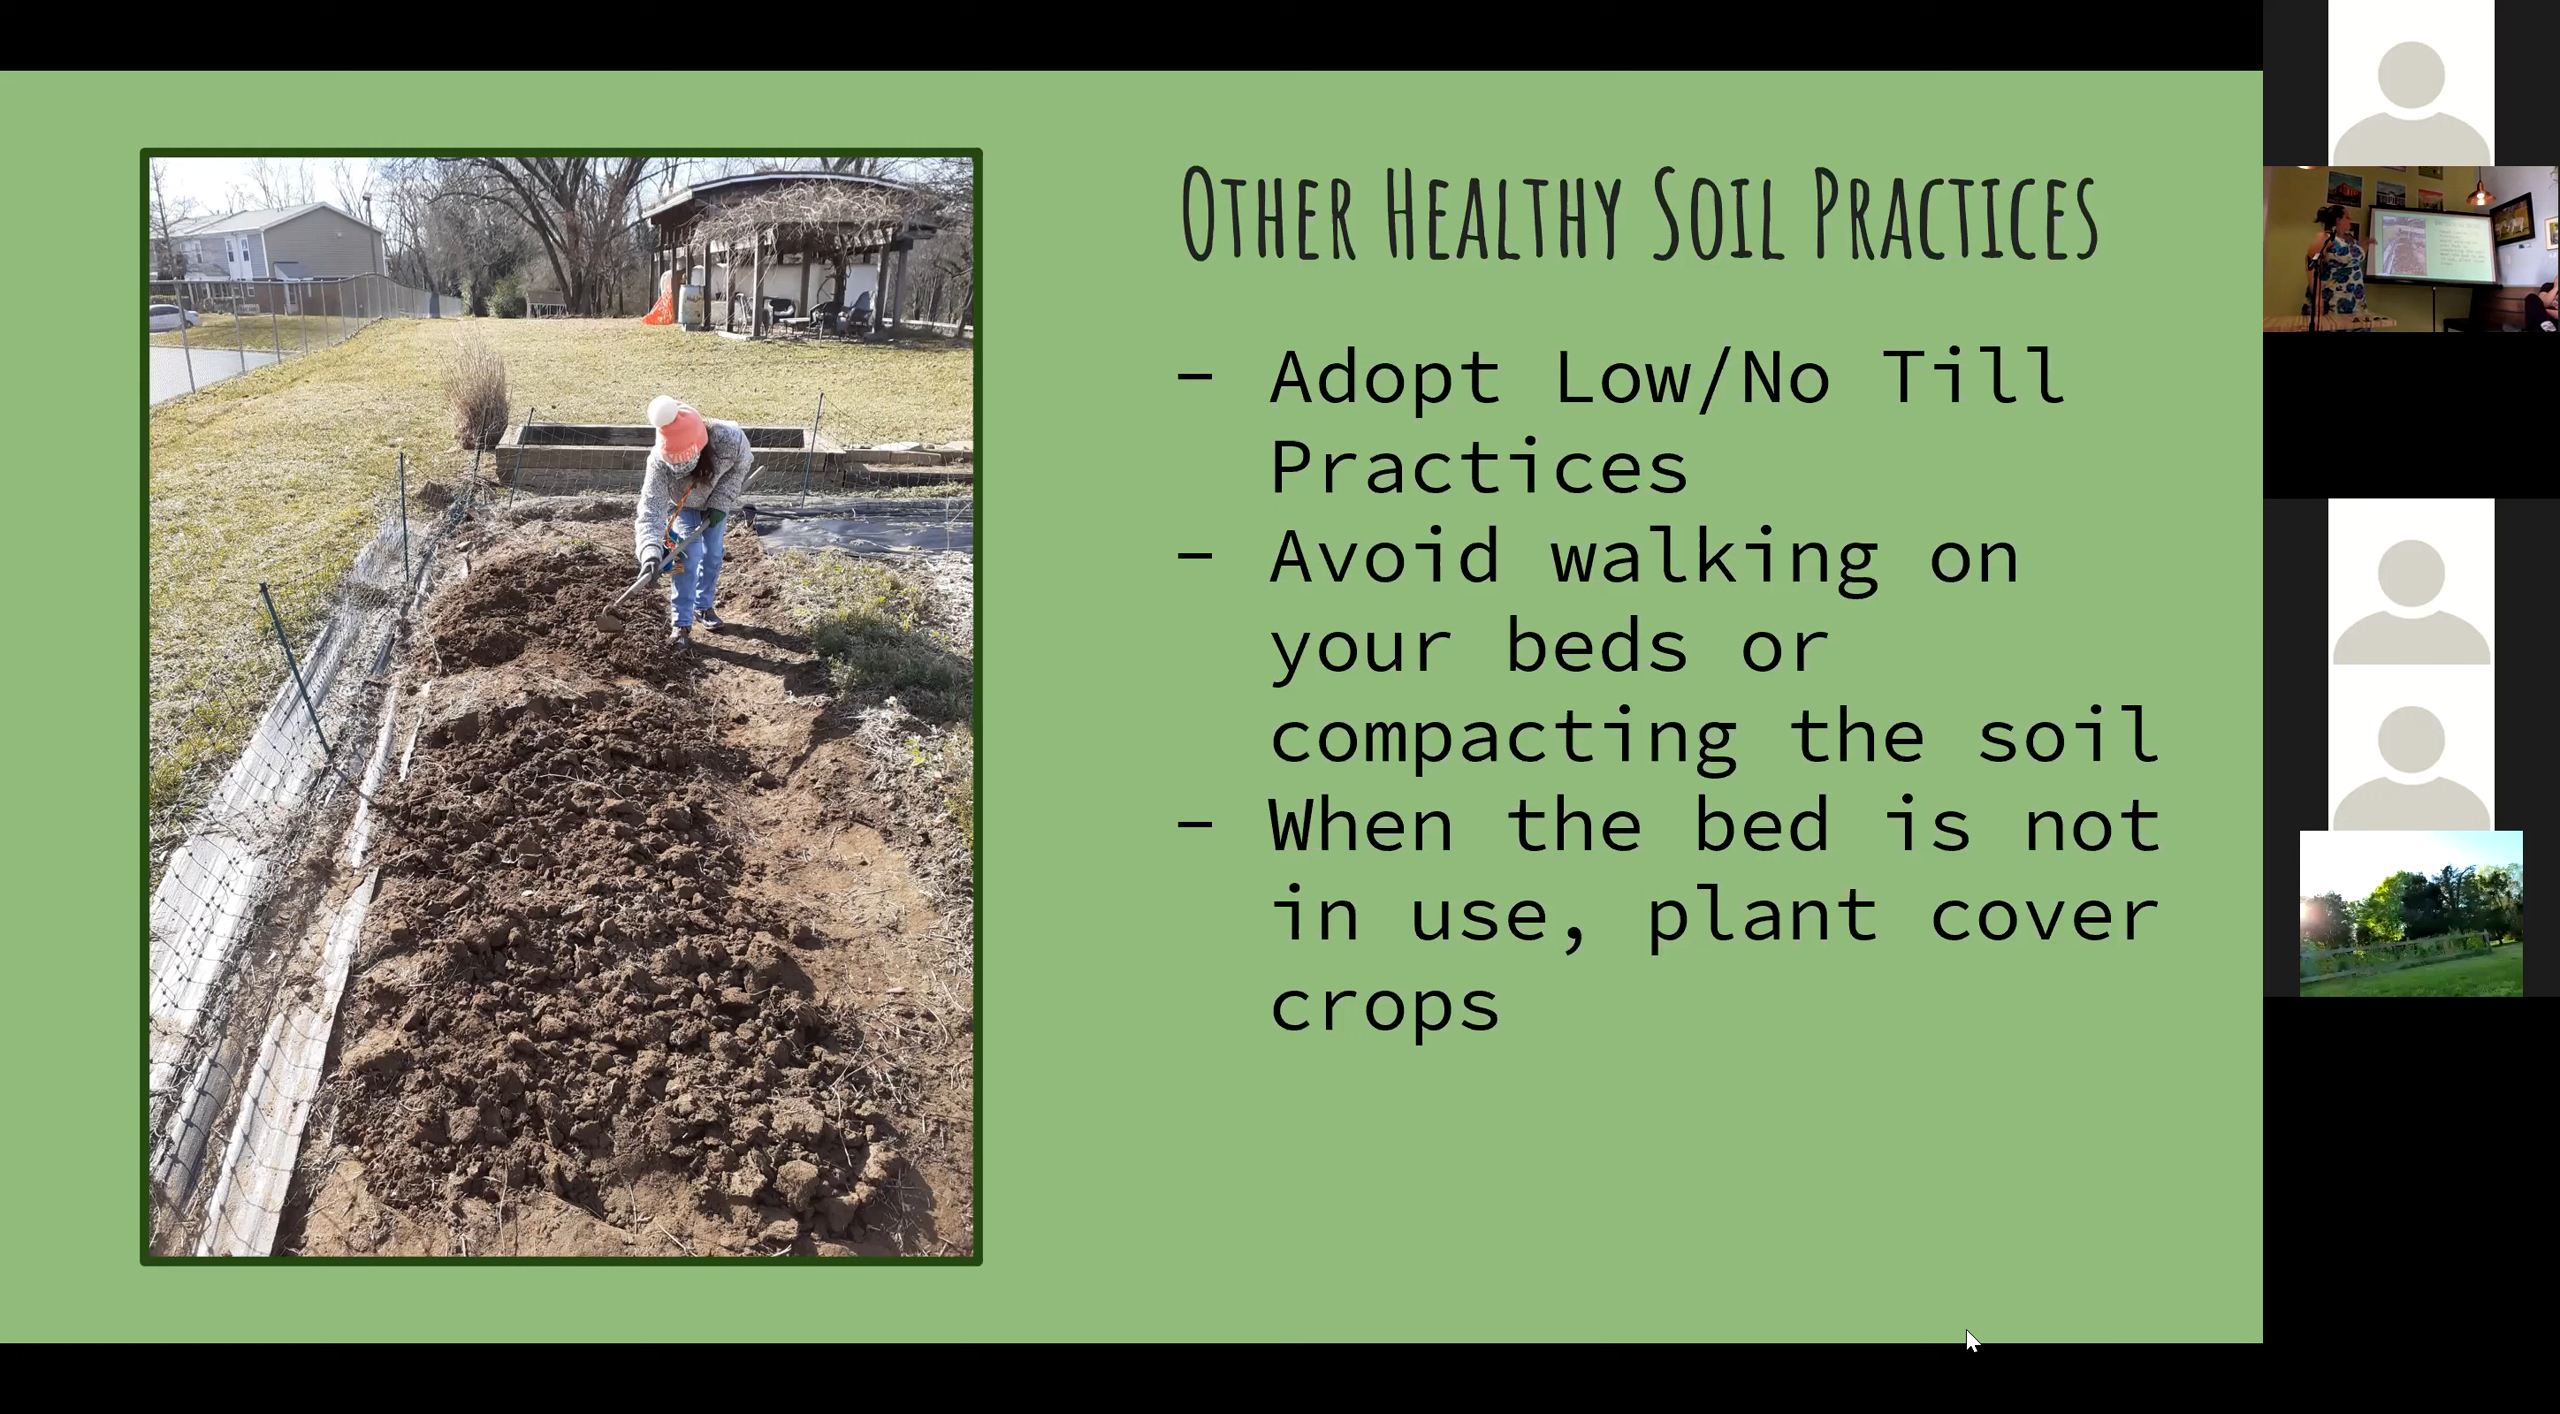 Other Healthy Soil Practices
- Adopt Low/No Till
Practices
- Avoid walking on
your beds or
compacting the soil
- When the bed is not
in use, plant cover
crops